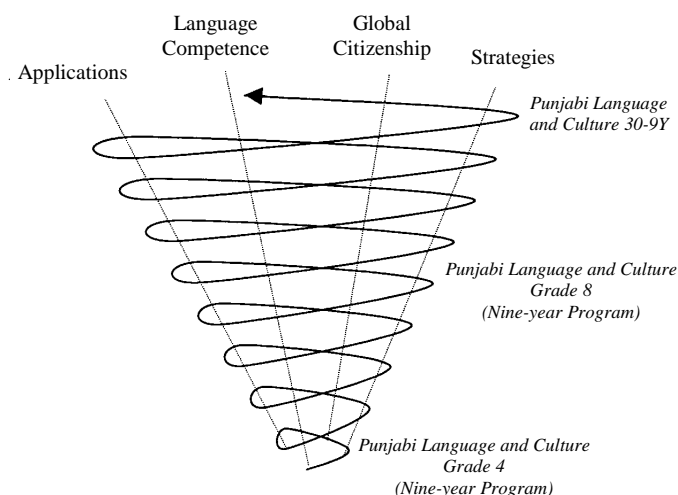 Language
Competence
Global
Citizenship
Applications
Strategies
Punjabi Language
and Culture 30-9Y
Punjabi Language and Culture
Grade 8
(Nine-year Program)
Punjabi Language and Culture
Grade 4
(Nine-year Program)